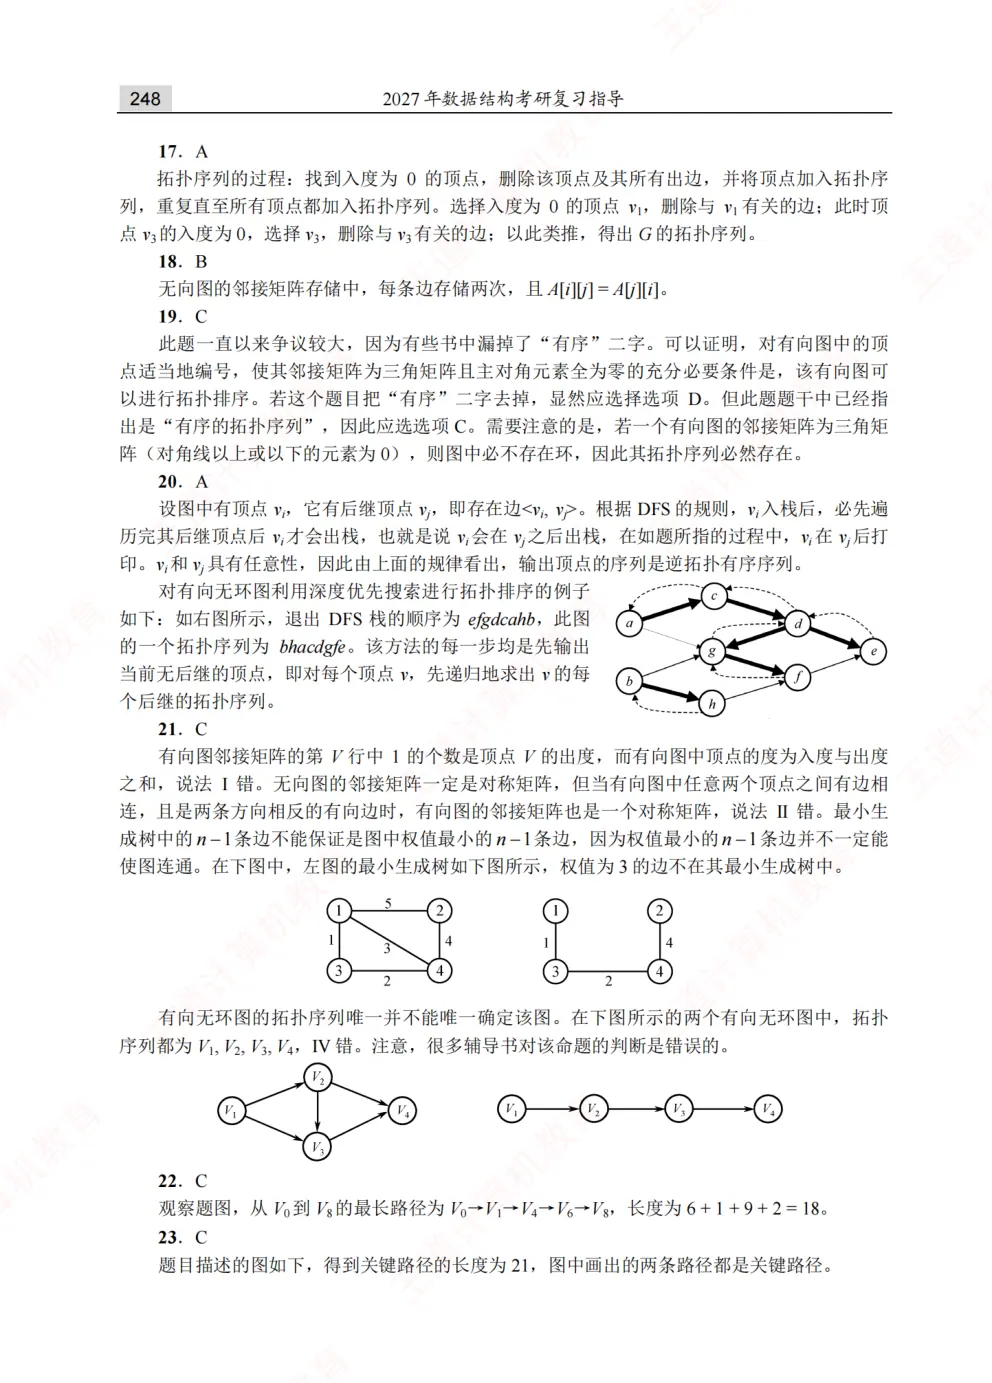 248
2027年数据结构考研复习指导
17．A
拓扑序列的过程：找到入度为 0 的顶点，删除该顶点及其所有出边，并将顶点加入拓扑序
列，重复直至所有顶点都加入拓扑序列。选择入度为 0 的顶点 v1，删除与 v1有关的边；此时顶
点 v3的入度为0，选择 v3，删除与 v3有关的边；以此类推，得出 G 的拓扑序列。
18．B
无向图的邻接矩阵存储中，每条边存储两次，且 A[i][j] = A[j][i]。
19．C
此题一直以来争议较大，因为有些书中漏掉了“有序”二字。可以证明，对有向图中的顶
点适当地编号，使其邻接矩阵为三角矩阵且主对角元素全为零的充分必要条件是，该有向图可
以进行拓扑排序。若这个题目把“有序”二字去掉，显然应选择选项 D。但此题题干中已经指
出是“有序的拓扑序列”，因此应选选项 C。需要注意的是，若一个有向图的邻接矩阵为三角矩
阵（对角线以上或以下的元素为 0），则图中必不存在环，因此其拓扑序列必然存在。
20．A
设图中有顶点 vi，它有后继顶点 vj，即存在边<vi, vj>。根据 DFS 的规则，vi入栈后，必先遍
历完其后继顶点后 vi才会出栈，也就是说 vi会在 vj之后出栈，在如题所指的过程中，vi在 vj后打
印。vi和 vj具有任意性，因此由上面的规律看出，输出顶点的序列是逆拓扑有序序列。
对有向无环图利用深度优先搜索进行拓扑排序的例子
如下：如右图所示，退出 DFS 栈的顺序为 efgdcahb，此图
的一个拓扑序列为 bhacdgfe。该方法的每一步均是先输出
当前无后继的顶点，即对每个顶点 v，先递归地求出 v 的每
个后继的拓扑序列。
c
a
d
g
e
b
f
h
21．C
有向图邻接矩阵的第 V 行中 1 的个数是顶点 V 的出度，而有向图中顶点的度为入度与出度
之和，说法 I 错。无向图的邻接矩阵一定是对称矩阵，但当有向图中任意两个顶点之间有边相
连，且是两条方向相反的有向边时，有向图的邻接矩阵也是一个对称矩阵，说法 II 错。最小生
成树中的 n − 1条边不能保证是图中权值最小的 n − 1条边，因为权值最小的 n − 1条边并不一定能
使图连通。在下图中，左图的最小生成树如下图所示，权值为 3 的边不在其最小生成树中。
1 5 2 1 2
1 3 4 1 4
3 2 4 3 2 4
有向无环图的拓扑序列唯一并不能唯一确定该图。在下图所示的两个有向无环图中，拓扑
序列都为 V1, V2, V3, V4，IV 错。注意，很多辅导书对该命题的判断是错误的。
V2
V1 V4 V1 V2 V3 V4
V3
22．C
观察题图，从 V0到 V8的最长路径为 V0→V1→V4→V6→V8，长度为 6 + 1 + 9 + 2 = 18。
23．C
题目描述的图如下，得到关键路径的长度为 21，图中画出的两条路径都是关键路径。